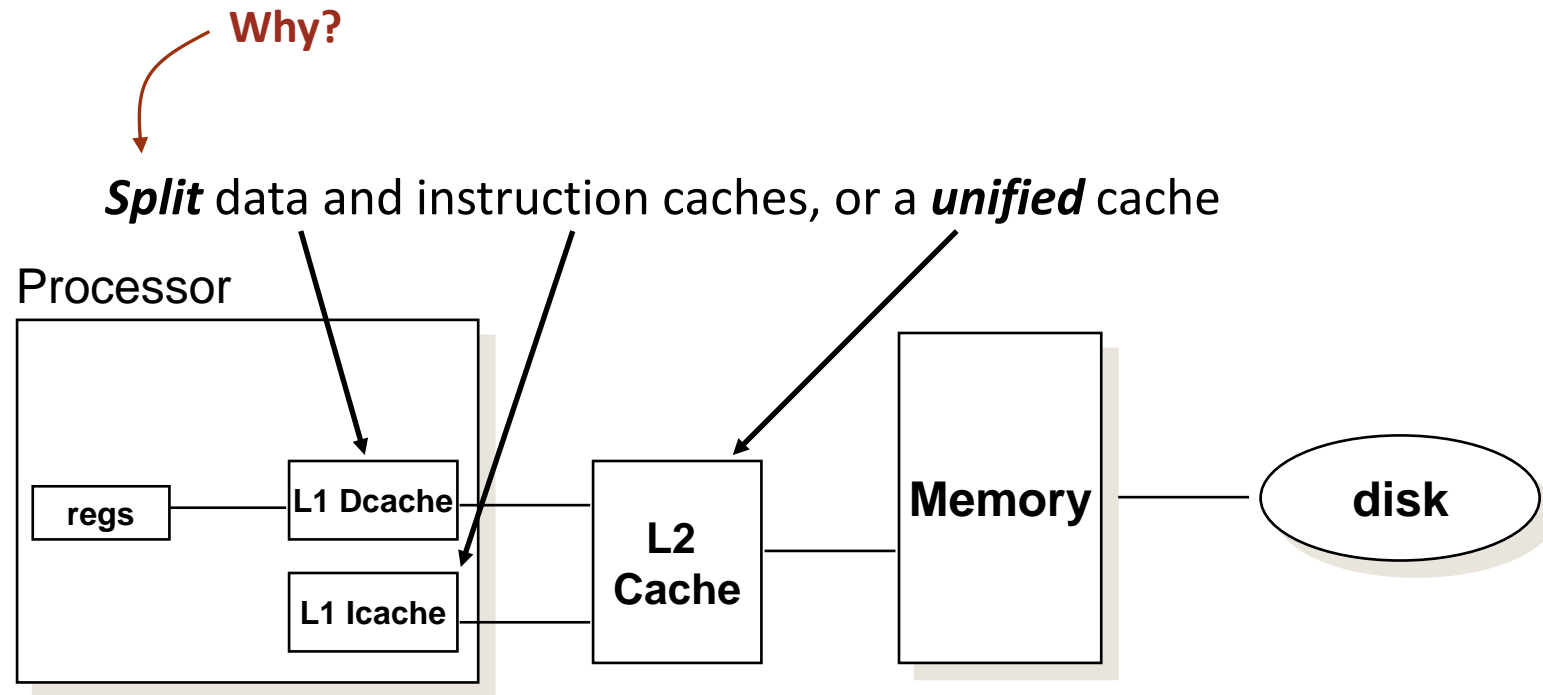 Why?
Split data and instruction caches, or a unified cache
Processor
regs
L1 Dcache
L1 Icache
L2
Cache
Memory
disk